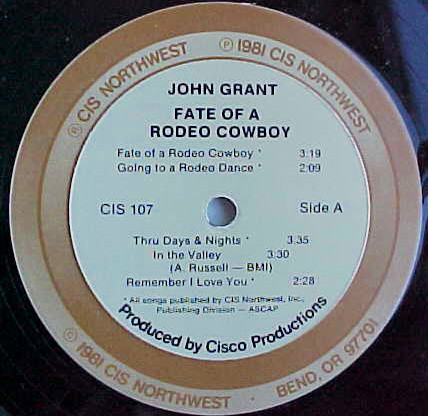 ® CIS NORTHWEST ℗ 1981 CIS NORTHWEST
JOHN GRANT
FATE OF A
RODEO COWBOY
Fate of a Rodeo Cowboy * 3:19
Going to a Rodeo Dance * 2:09
CIS 107 Side A
Thru Days & Nights * 3.35
In the Valley 3:30
(A. Russell — BMI)
Remember I Love You * 2:28
* All songs published by CIS Northwest, Inc.,
Publishing Division — ASCAP
Produced by Cisco Productions
© 1981 CIS NORTHWEST · BEND, OR 97701